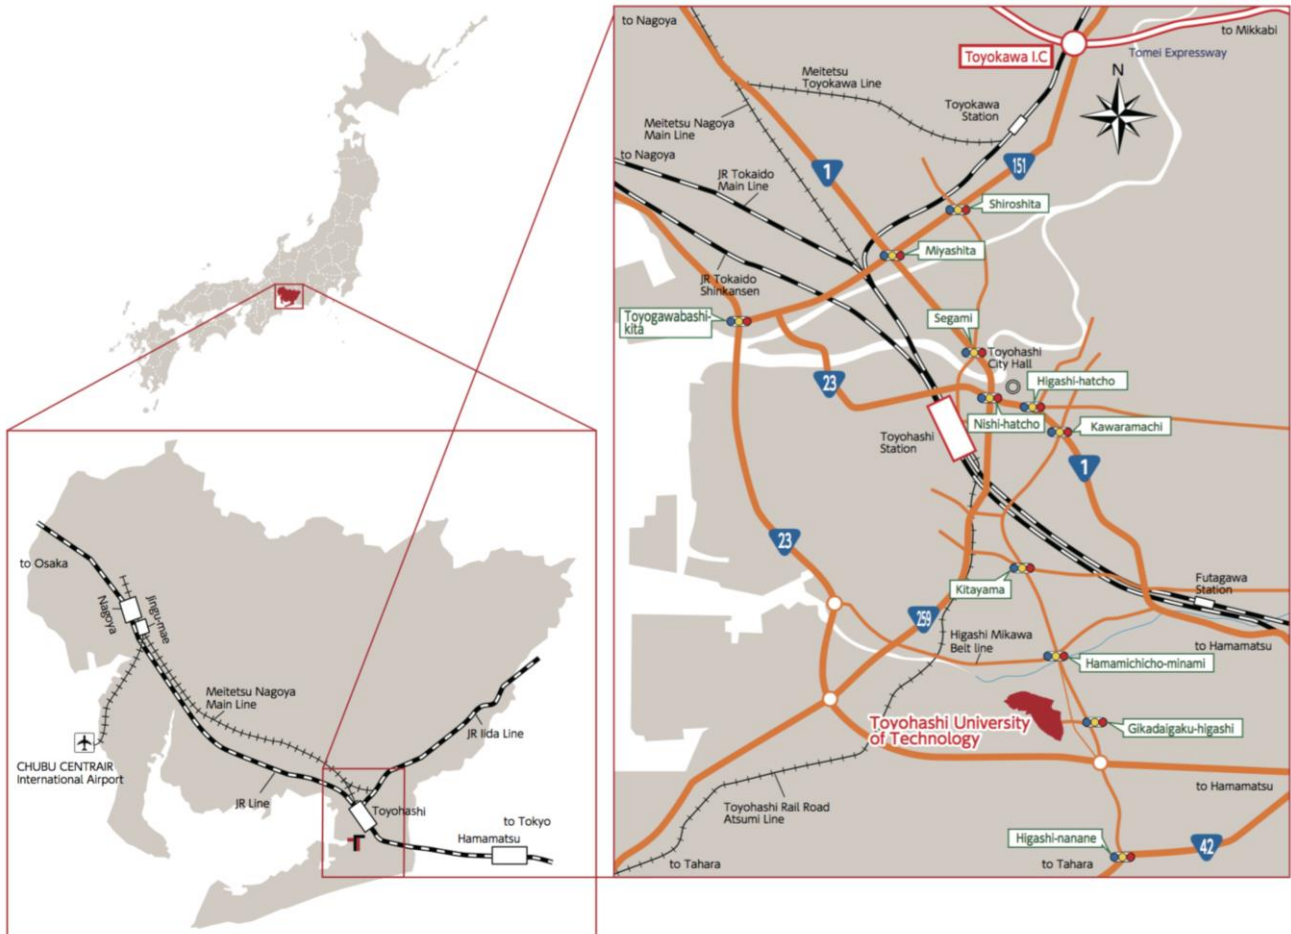 to Nagoya
to Mikkabi
Toyokawa I.C
Tomei Expressway
N
Meitetsu
Toyokawa Line
Toyokawa
Station
Meitetsu Nagoya
Main Line
to Nagoya
1
151
JR Tokaido
Main Line
Shiroshita
Miyashita
JR Tokaido
Shinkansen
Toyogawabashi-
kita
Segami
Toyohashi
City Hall
23
Higashi-hatcho
Nishi-hatcho
Kawaramachi
Toyohashi
Station
1
23
Kitayama
Futagawa
Station
259
Higashi Mikawa
Belt line
to Hamamatsu
Hamamichicho-minami
Toyohashi University
of Technology
Gikadaigaku-higashi
to Hamamatsu
Toyohashi Rail Road
Atsumi Line
Higashi-nanane
42
to Tahara
to Tahara
to Osaka
Nagoya
Jingu-mae
Meitetsu Nagoya
Main Line
JR Iida Line
CHUBU CENTRAIR
International Airport
JR Line
Toyohashi
to Tokyo
Hamamatsu